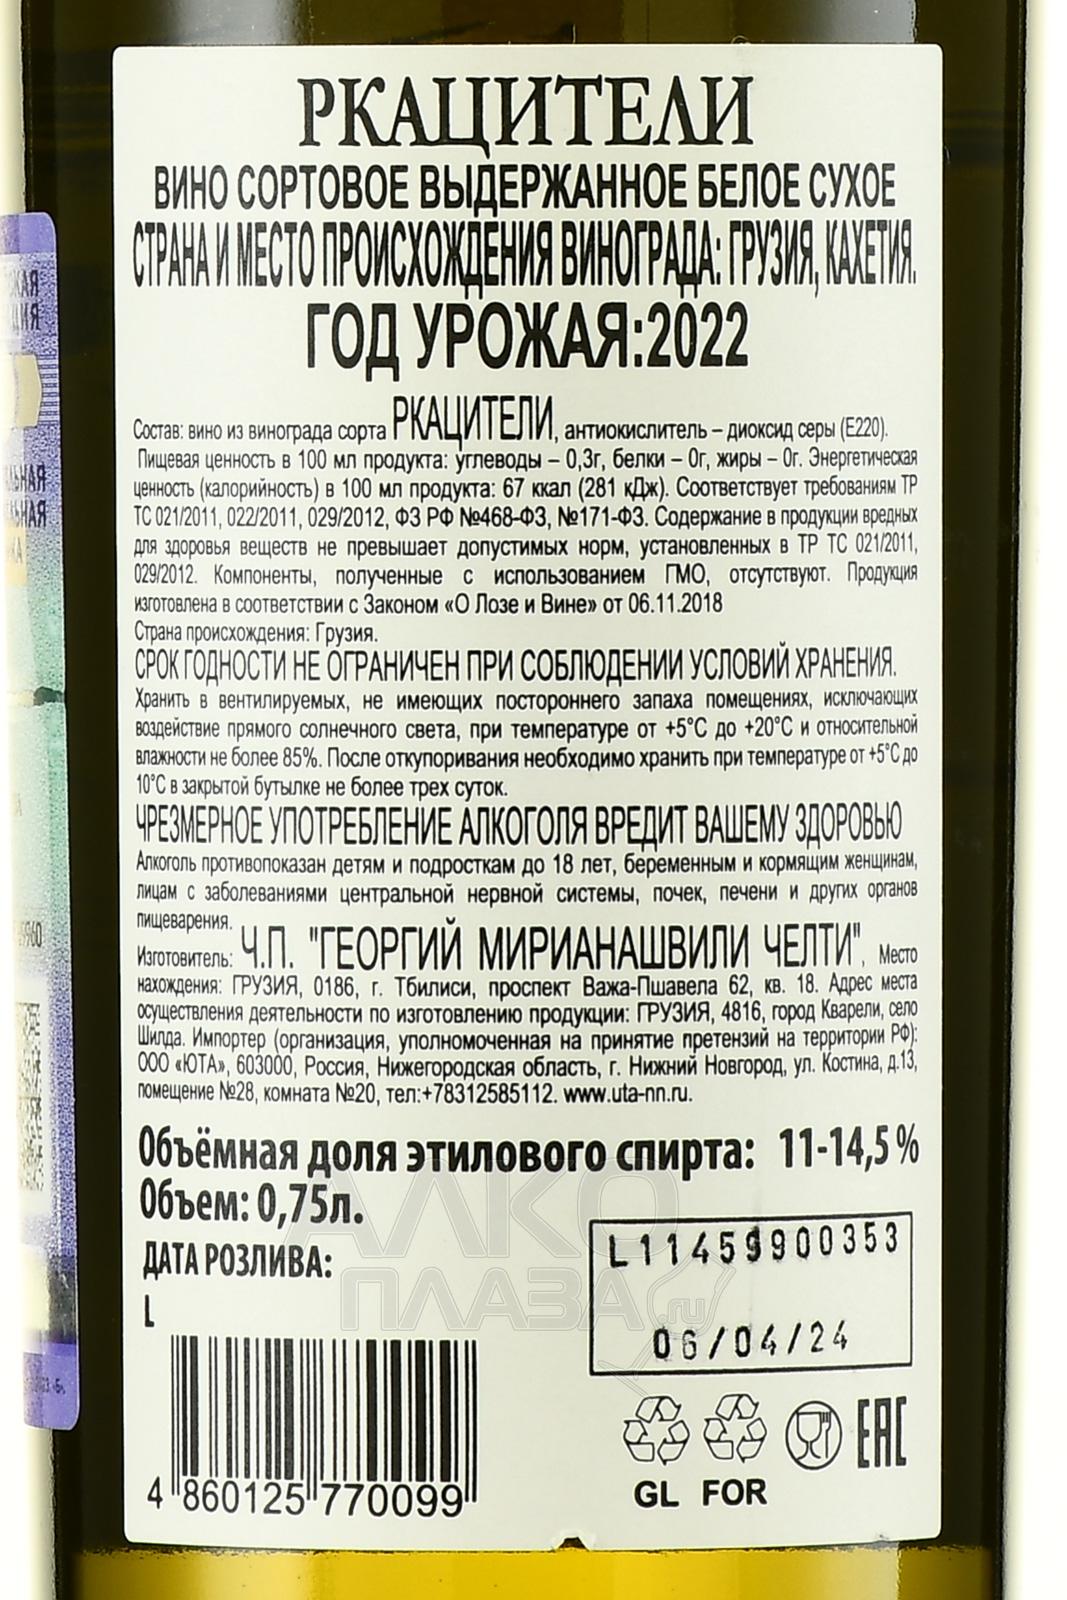 РКАЦИТЕЛИ
ВИНО СОРТОВОЕ ВЫДЕРЖАННОЕ БЕЛОЕ СУХОЕ
СТРАНА И МЕСТО ПРОИСХОЖДЕНИЯ ВИНОГРАДА: ГРУЗИЯ, КАХЕТИЯ.
ГОД УРОЖАЯ:2022
Состав: вино из винограда сорта РКАЦИТЕЛИ, антиокислитель – диоксид серы (E220).
Пищевая ценность в 100 мл продукта: углеводы – 0,3г, белки – 0г, жиры – 0г. Энергетическая
ценность (калорийность) в 100 мл продукта: 67 ккал (281 кДж). Соответствует требованиям ТР
ТС 021/2011, 022/2011, 029/2012, ФЗ РФ №468-ФЗ, №171-ФЗ. Содержание в продукции вредных
для здоровья веществ не превышает допустимых норм, установленных в ТР ТС 021/2011,
029/2012. Компоненты, полученные с использованием ГМО, отсутствуют. Продукция
изготовлена в соответствии с Законом «О Лозе и Вине» от 06.11.2018
Страна происхождения: Грузия.
СРОК ГОДНОСТИ НЕ ОГРАНИЧЕН ПРИ СОБЛЮДЕНИИ УСЛОВИЙ ХРАНЕНИЯ.
Хранить в вентилируемых, не имеющих постороннего запаха помещениях, исключающих
воздействие прямого солнечного света, при температуре от +5°С до +20°С и относительной
влажности не более 85%. После откупоривания необходимо хранить при температуре от +5°С до
10°С в закрытой бутылке не более трех суток.
ЧРЕЗМЕРНОЕ УПОТРЕБЛЕНИЕ АЛКОГОЛЯ ВРЕДИТ ВАШЕМУ ЗДОРОВЬЮ
Алкоголь противопоказан детям и подросткам до 18 лет, беременным и кормящим женщинам,
лицам с заболеваниями центральной нервной системы, почек, печени и других органов
пищеварения.
Изготовитель: Ч.П. "ГЕОРГИЙ МИРИАНАШВИЛИ ЧЕЛТИ", Место
нахождения: ГРУЗИЯ, 0186, г. Тбилиси, проспект Важа-Пшавела 62, кв. 18. Адрес места
осуществления деятельности по изготовлению продукции: ГРУЗИЯ, 4816, город Кварели, село
Шилда. Импортер (организация, уполномоченная на принятие претензий на территории РФ):
ООО «ЮТА», 603000, Россия, Нижегородская область, г. Нижний Новгород, ул. Костина, д.13,
помещение №28, комната №20, тел:+78312585112. www.uta-nn.ru.
Объёмная доля этилового спирта: 11-14,5%
Объем: 0,75л.
ДАТА РОЗЛИВА:
L
L11459900353
06/04/24
4 860125 770099
GL FOR
EAC
АЛКО
ПЛАЗА.ru